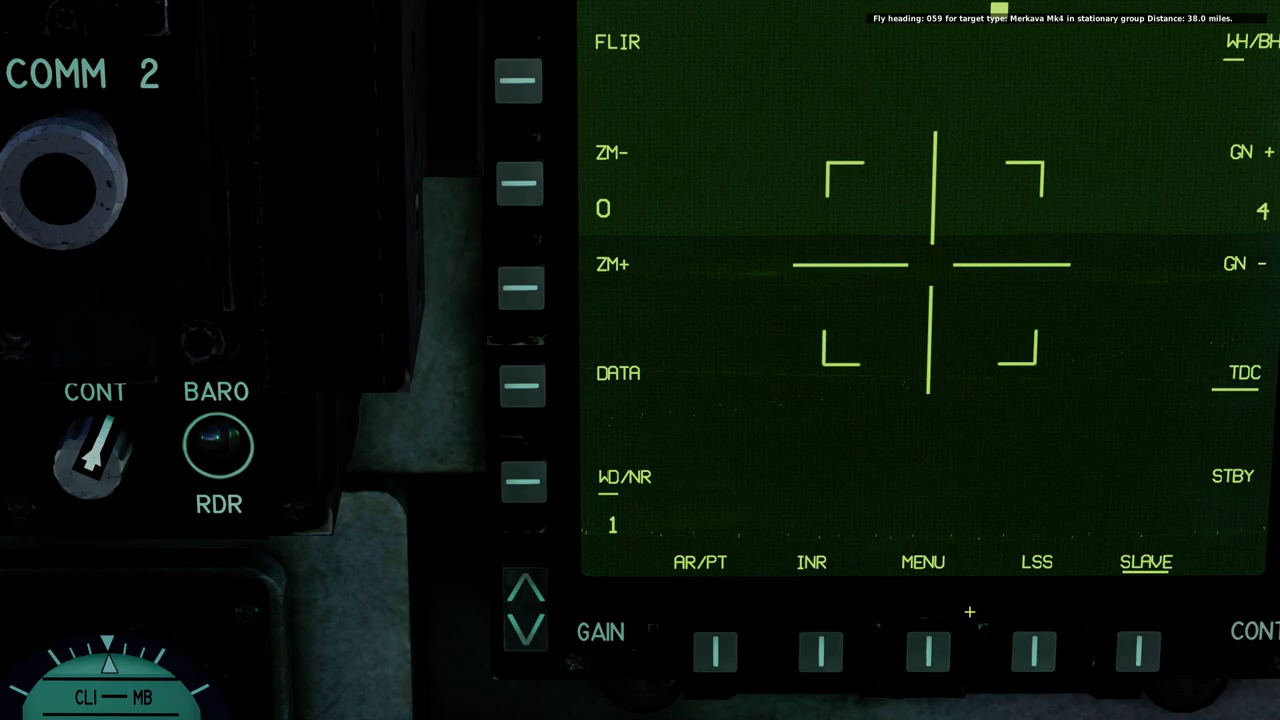 Fly heading: 059 for target type: Merkava Mk4 in stationary group Distance: 38.0 miles.
FLIR
WH/BH
COMM 2
ZM-
GN +
0
4
ZM+
GN -
DATA
TDC
CONT
BARO
WD/NR
STBY
RDR
1
AR/PT
INR
MENU
LSS
SLAVE
GAIN
CONT
CLI
MB